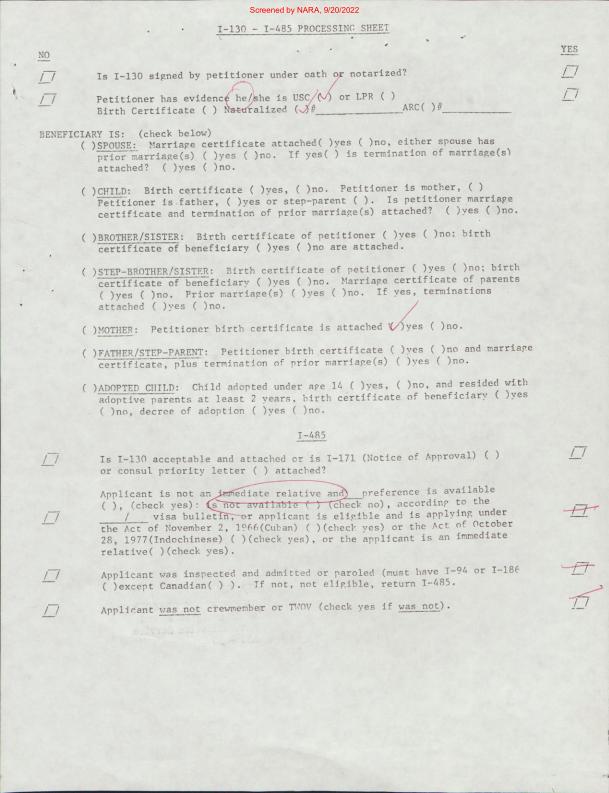 Screened by NARA, 9/20/2022
I-130 - I-485 PROCESSING SHEET
NO
YES
Is I-130 signed by petitioner under oath or notarized?
Petitioner has evidence he/she is USC (✓) or LPR ( )
Birth Certificate ( ) Naturalized (✓)#____________ARC( )#__________
BENEFICIARY IS: (check below)
( )SPOUSE: Marriage certificate attached( )yes ( )no, either spouse has
prior marriage(s) ( )yes ( )no. If yes( ) is termination of marriage(s)
attached? ( )yes ( )no.
( )CHILD: Birth certificate ( )yes, ( )no. Petitioner is mother, ( )
Petitioner is father, ( )yes or step-parent ( ). Is petitioner marriage
certificate and termination of prior marriage(s) attached? ( )yes ( )no.
( )BROTHER/SISTER: Birth certificate of petitioner ( )yes ( )no; birth
certificate of beneficiary ( )yes ( )no are attached.
( )STEP-BROTHER/SISTER: Birth certificate of petitioner ( )yes ( )no; birth
certificate of beneficiary ( )yes ( )no. Marriage certificate of parents
( )yes ( )no. Prior marriage(s) ( )yes ( )no. If yes, terminations
attached ( )yes ( )no.
( )MOTHER: Petitioner birth certificate is attached (✓)yes ( )no.
( )FATHER/STEP-PARENT: Petitioner birth certificate ( )yes ( )no and marriage
certificate, plus termination of prior marriage(s) ( )yes ( )no.
( )ADOPTED CHILD: Child adopted under age 14 ( )yes, ( )no, and resided with
adoptive parents at least 2 years, birth certificate of beneficiary ( )yes
( )no, decree of adoption ( )yes ( )no.
I-485
Is I-130 acceptable and attached or is I-171 (Notice of Approval) ( )
or consul priority letter ( ) attached?
Applicant is not an immediate relative and___preference is available
( ), (check yes): is not available ( ) (check no), according to the
___/___ visa bulletin, or applicant is eligible and is applying under
the Act of November 2, 1966(Cuban) ( )(check yes) or the Act of October
28, 1977(Indochinese) ( )(check yes), or the applicant is an immediate
relative( )(check yes).
Applicant was inspected and admitted or paroled (must have I-94 or I-186
( )except Canadian( ) ). If not, not eligible, return I-485.
Applicant was not crewmember or TWOV (check yes if was not).